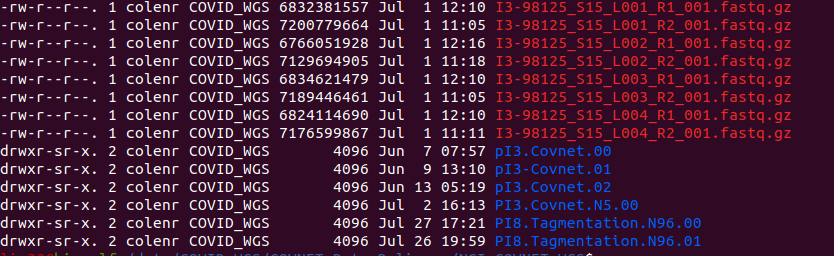 -rw-r--r--. 1 colenr COVID_WGS 6832381557 Jul  1 12:10 I3-98125_S15_L001_R1_001.fastq.gz
-rw-r--r--. 1 colenr COVID_WGS 7200779664 Jul  1 11:05 I3-98125_S15_L001_R2_001.fastq.gz
-rw-r--r--. 1 colenr COVID_WGS 6766051928 Jul  1 12:16 I3-98125_S15_L002_R1_001.fastq.gz
-rw-r--r--. 1 colenr COVID_WGS 7129694905 Jul  1 11:18 I3-98125_S15_L002_R2_001.fastq.gz
-rw-r--r--. 1 colenr COVID_WGS 6834621479 Jul  1 12:10 I3-98125_S15_L003_R1_001.fastq.gz
-rw-r--r--. 1 colenr COVID_WGS 7189446461 Jul  1 11:05 I3-98125_S15_L003_R2_001.fastq.gz
-rw-r--r--. 1 colenr COVID_WGS 6824114690 Jul  1 12:10 I3-98125_S15_L004_R1_001.fastq.gz
-rw-r--r--. 1 colenr COVID_WGS 7176599867 Jul  1 11:11 I3-98125_S15_L004_R2_001.fastq.gz
drwxr-sr-x. 2 colenr COVID_WGS       4096 Jun  7 07:57 pI3.Covnet.00
drwxr-sr-x. 2 colenr COVID_WGS       4096 Jun  9 13:10 pI3-Covnet.01
drwxr-sr-x. 2 colenr COVID_WGS       4096 Jun 13 05:19 pI3.Covnet.02
drwxr-sr-x. 2 colenr COVID_WGS       4096 Jul  2 16:13 pI3.Covnet.N5.00
drwxr-sr-x. 2 colenr COVID_WGS       4096 Jul 27 17:21 PI8.Tagmentation.N96.00
drwxr-sr-x. 2 colenr COVID_WGS       4096 Jul 26 19:59 PI8.Tagmentation.N96.01